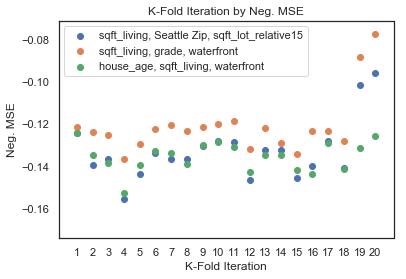 K-Fold Iteration by Neg. MSE
sqft_living, Seattle Zip, sqft_lot_relative15
sqft_living, grade, waterfront
house_age, sqft_living, waterfront
−0.08
−0.10
−0.12
−0.14
−0.16
Neg. MSE
1 2 3 4 5 6 7 8 9 10 11 12 13 14 15 16 17 18 19 20
K-Fold Iteration